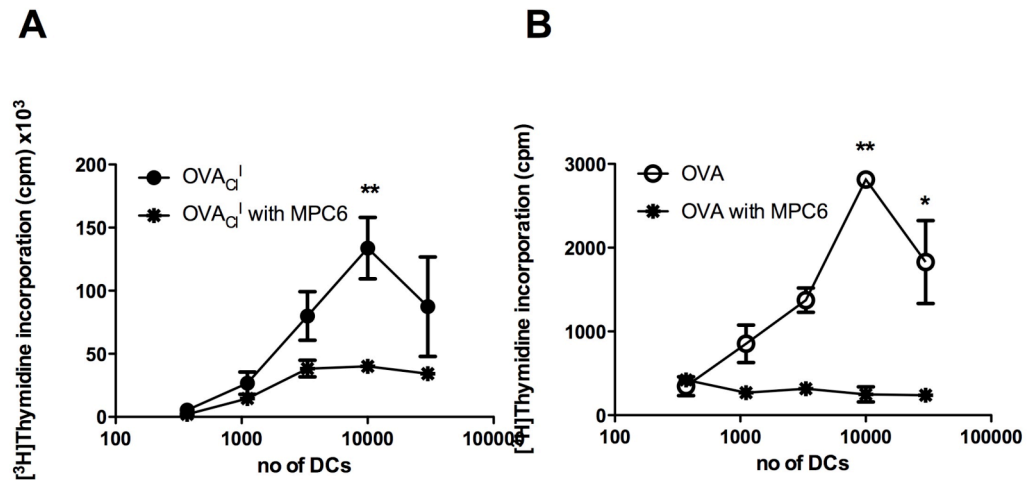 A
[³H]Thymidine incorporation (cpm) x10³
200
150
100
50
0
OVA_Cl^I
OVA_Cl^I with MPC6
**
100
1000
10000
100000
no of DCs
B
[³H]Thymidine incorporation (cpm)
3000
2000
1000
0
OVA
OVA with MPC6
**
*
100
1000
10000
100000
no of DCs